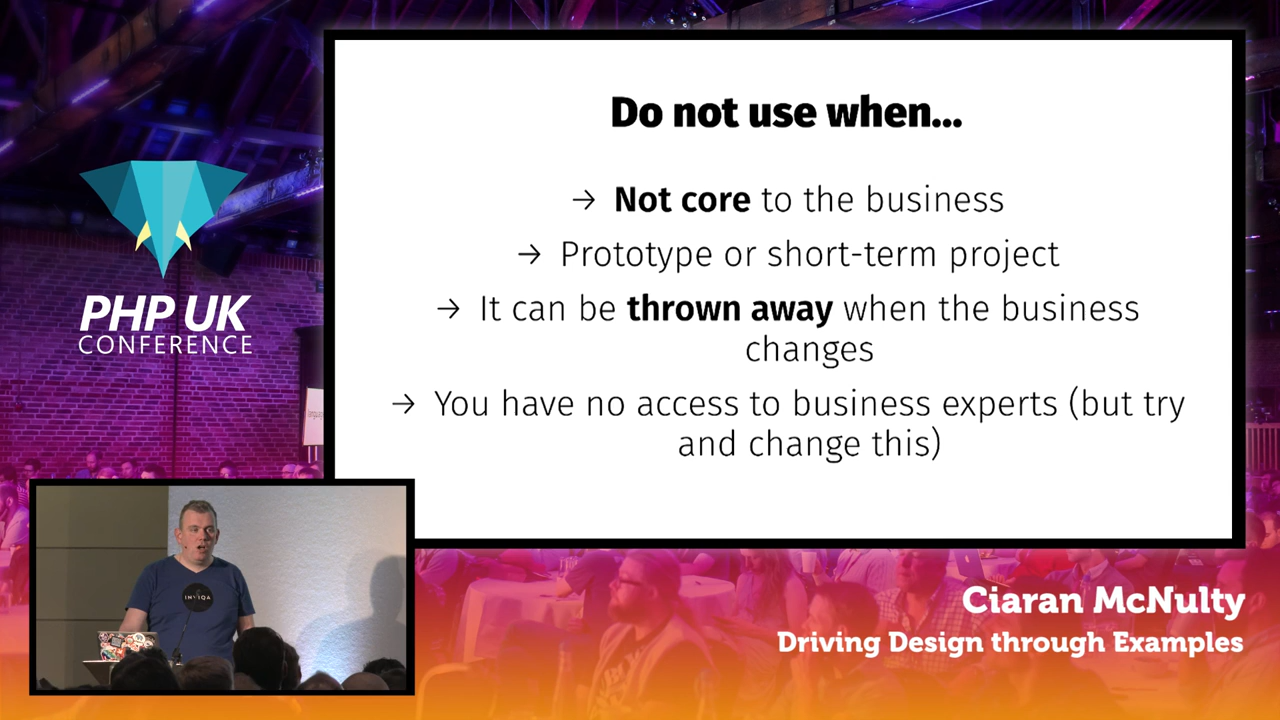 Do not use when...
→ Not core to the business
→ Prototype or short-term project
→ It can be thrown away when the business
changes
→ You have no access to business experts (but try
and change this)
PHP UK
CONFERENCE
INVIQA
Ciaran McNulty
Driving Design through Examples